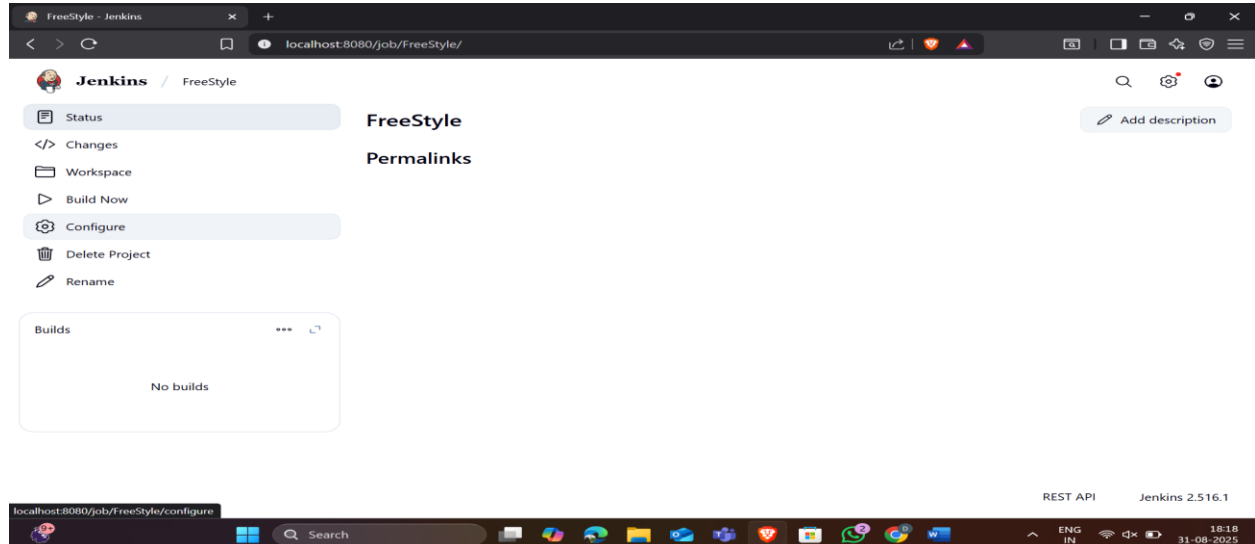 FreeStyle - Jenkins
localhost:8080/job/FreeStyle/
Jenkins / FreeStyle
Status
Changes
Workspace
Build Now
Configure
Delete Project
Rename
Builds
No builds
FreeStyle
Add description
Permalinks
REST API Jenkins 2.516.1
localhost:8080/job/FreeStyle/configure
9+
Search
2
ENG
IN
18:18
31-08-2025